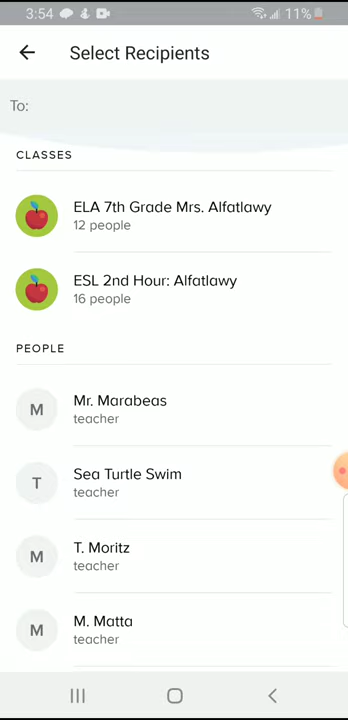 3:54
11%
Select Recipients
To:
CLASSES
ELA 7th Grade Mrs. Alfatlawy
12 people
ESL 2nd Hour: Alfatlawy
16 people
PEOPLE
M
Mr. Marabeas
teacher
T
Sea Turtle Swim
teacher
M
T. Moritz
teacher
M
M. Matta
teacher